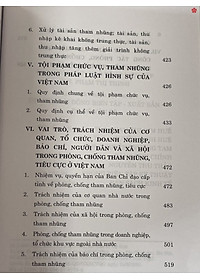 6. Xử lý tài sản tham nhũng; tài sản, thu
nhập kê khai không trung thực, tài sản,
thu nhập tăng thêm giải trình không
trung thực 423
V. TỘI PHẠM CHỨC VỤ, THAM NHŨNG
TRONG PHÁP LUẬT HÌNH SỰ CỦA
VIỆT NAM 426
1. Quy định chung về tội phạm chức vụ,
tham nhũng 426
2. Quy định cụ thể về tội phạm chức vụ,
tham nhũng
VI. VAI TRÒ, TRÁCH NHIỆM CỦA CƠ
QUAN, TỔ CHỨC, DOANH NGHIỆP,
BÁO CHÍ, NGƯỜI DÂN VÀ XÃ HỘI
TRONG PHÒNG, CHỐNG THAM NHŨNG,
TIÊU CỰC Ở VIỆT NAM 472
1. Nhiệm vụ, quyền hạn của Ban Chỉ đạo cấp
tỉnh về phòng, chống tham nhũng, tiêu cực 472
2. Trách nhiệm của cơ quan nhà nước trong
phòng, chống tham nhũng 483
3. Trách nhiệm của xã hội trong phòng, chống
tham nhũng 497
4. Phòng, chống tham nhũng trong doanh nghiệp,
tổ chức khu vực ngoài nhà nước 507
5. Trách nhiệm của báo chí trong phòng, chống
tham nhũng 519